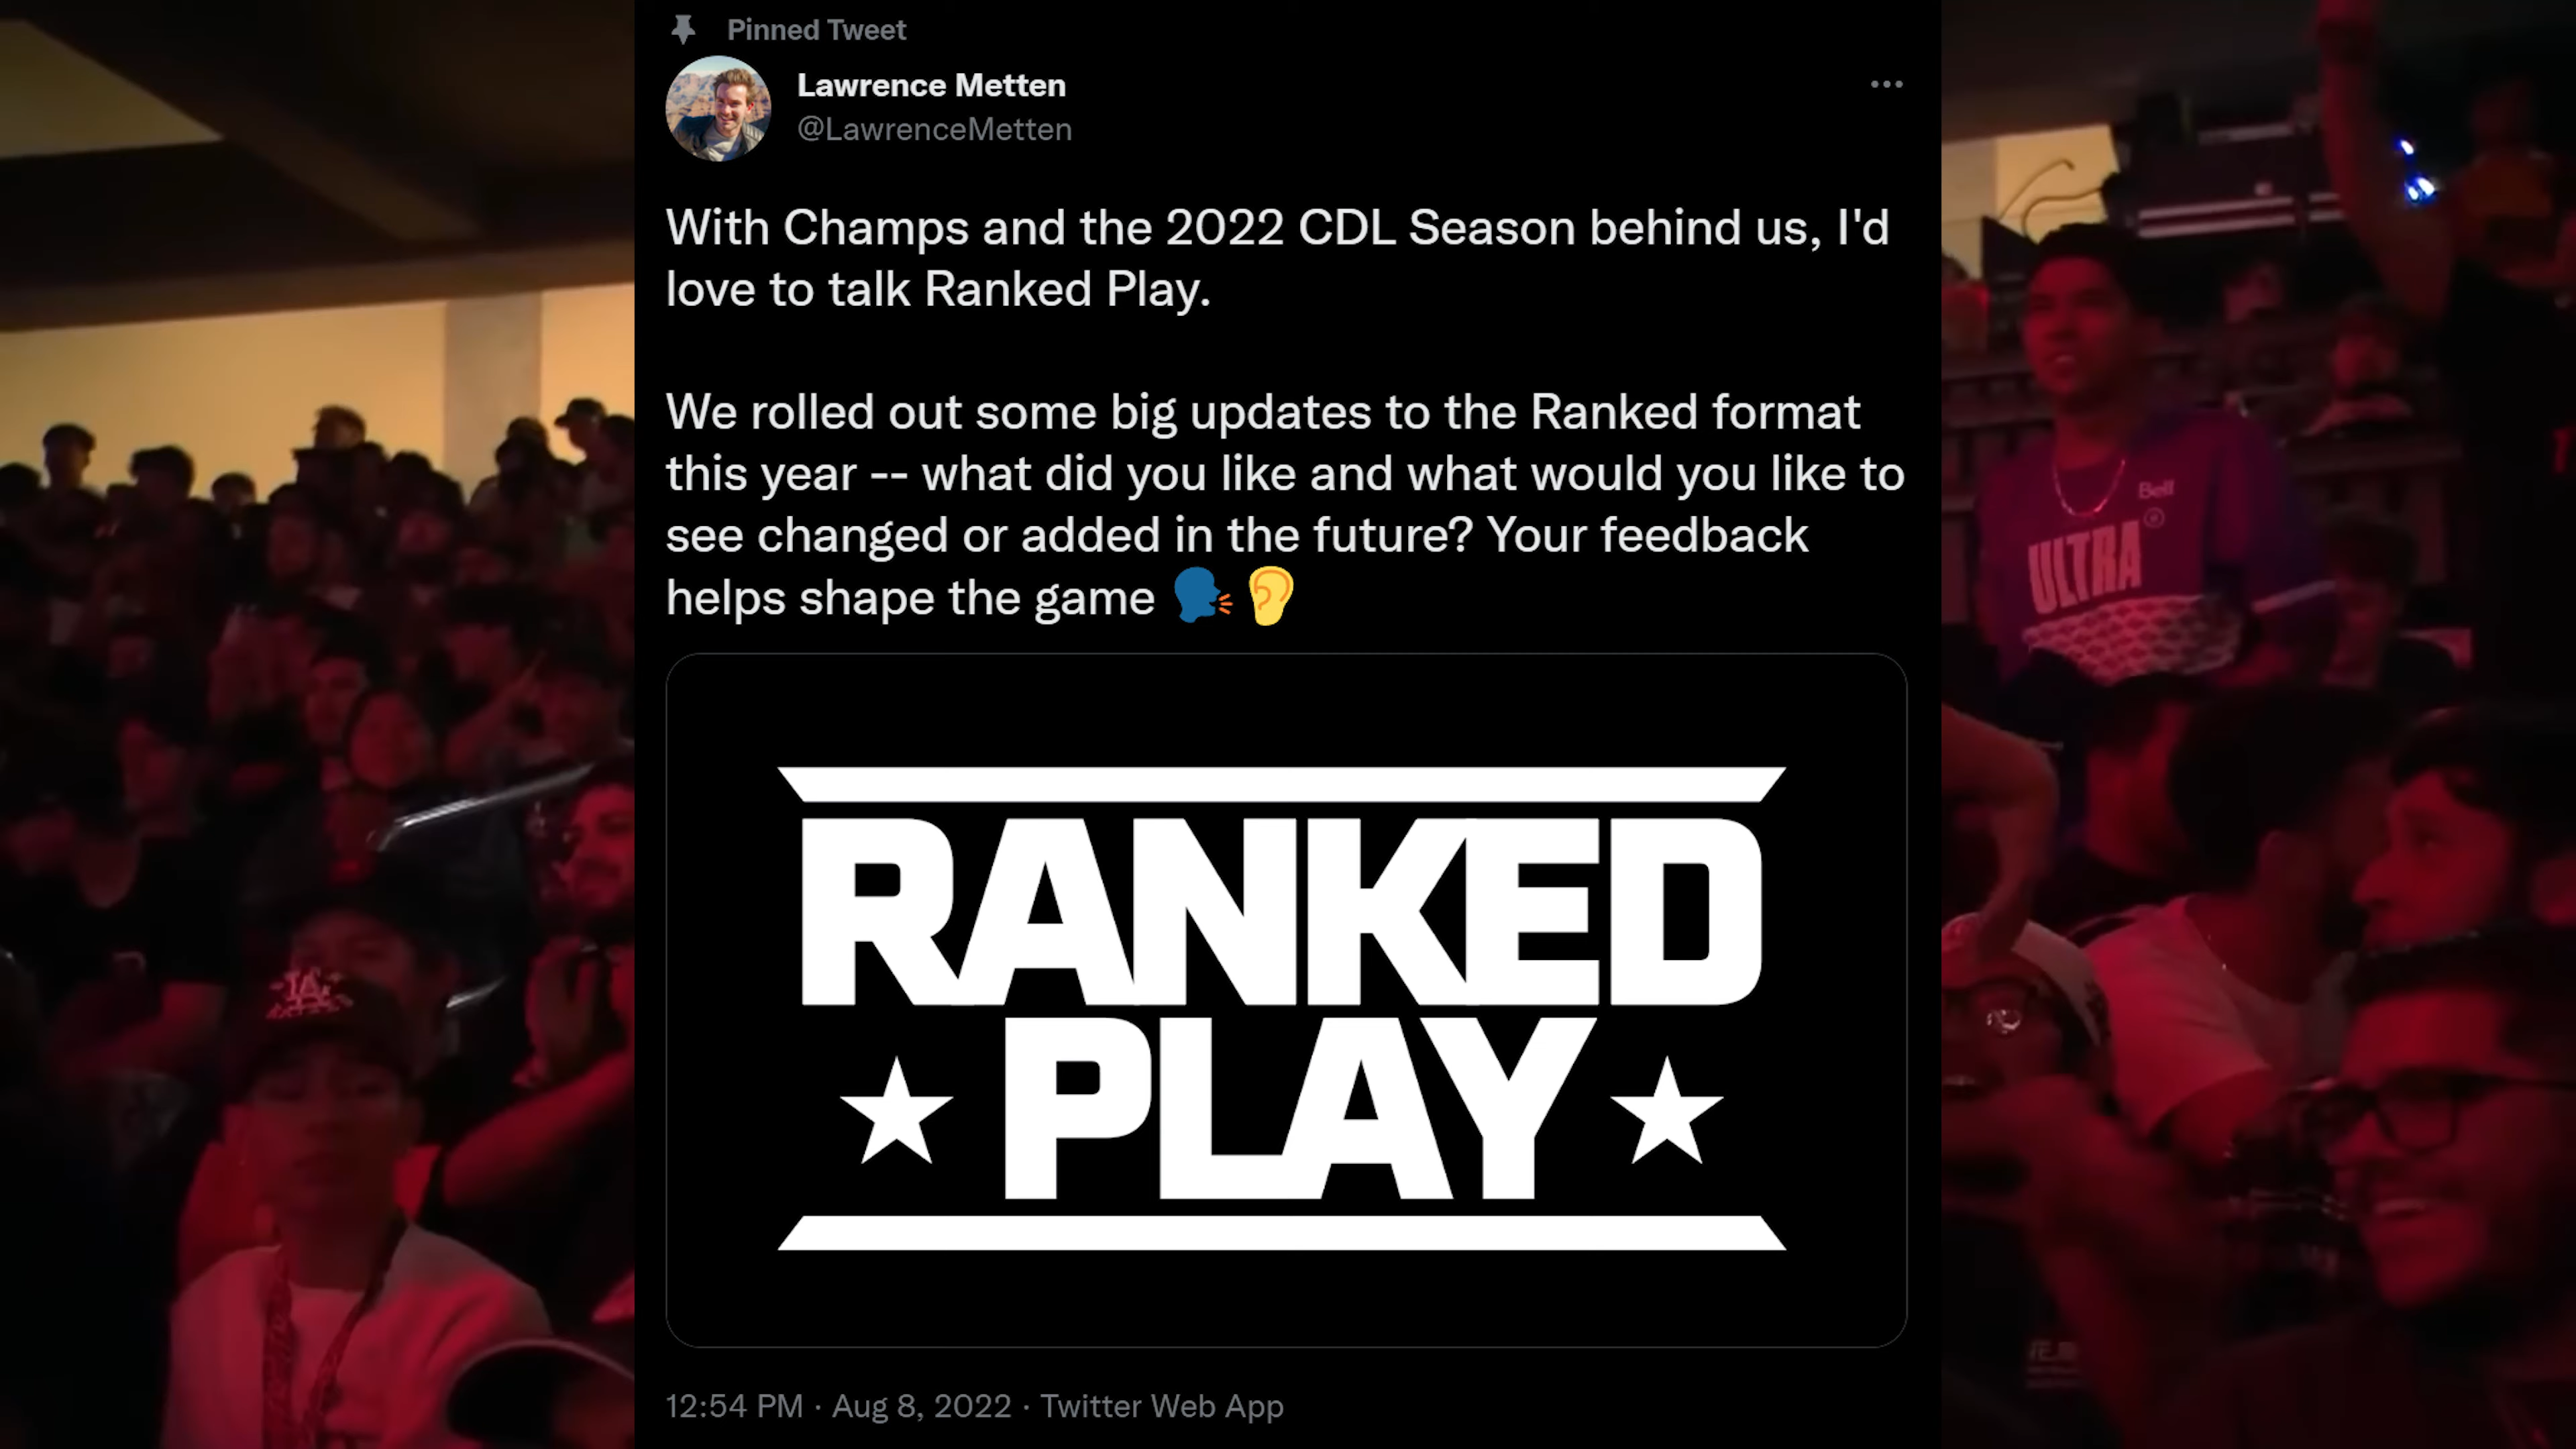 Pinned Tweet
Lawrence Metten
@LawrenceMetten
With Champs and the 2022 CDL Season behind us, I'd
love to talk Ranked Play.
We rolled out some big updates to the Ranked format
this year -- what did you like and what would you like to
see changed or added in the future? Your feedback
helps shape the game 🗣️👂
RANKED
PLAY
12:54 PM · Aug 8, 2022 · Twitter Web App
LA
Bell
ULTRA